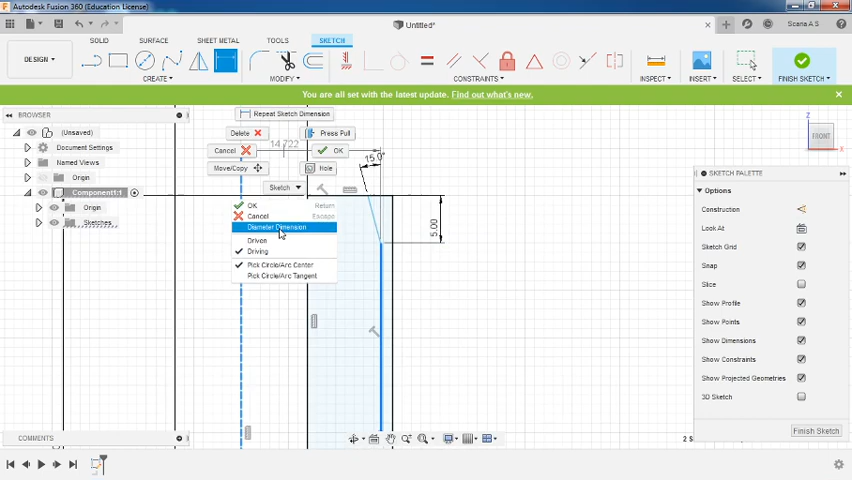 Autodesk Fusion 360 (Education License)
Untitled*
Scaria A S
DESIGN
SOLID SURFACE SHEET METAL TOOLS SKETCH
CREATE MODIFY CONSTRAINTS INSPECT INSERT SELECT FINISH SKETCH
You are all set with the latest update. Find out what's new.
BROWSER
(Unsaved)
Document Settings
Named Views
Origin
Component1:1
Origin
Sketches
Repeat Sketch Dimension
Delete Press Pull
14.722
Cancel OK
15.0°
Move/Copy Hole
Sketch
OK Return
Cancel Escape
Diameter Dimension
Driven
Driving
Pick Circle/Arc Center
Pick Circle/Arc Tangent
5.00
Z
FRONT
X
SKETCH PALETTE
Options
Construction
Look At
Sketch Grid
Snap
Slice
Show Profile
Show Points
Show Dimensions
Show Constraints
Show Projected Geometries
3D Sketch
Finish Sketch
COMMENTS